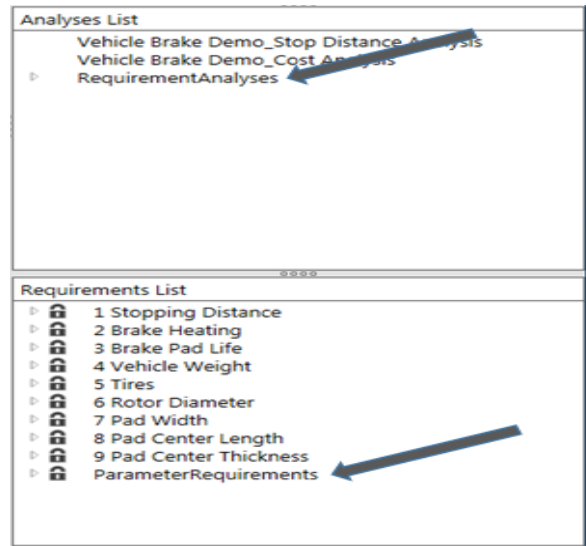 Analyses List
Vehicle Brake Demo_Stop Distance Analysis
Vehicle Brake Demo_Cost Analysis
RequirementAnalyses
Requirements List
1 Stopping Distance
2 Brake Heating
3 Brake Pad Life
4 Vehicle Weight
5 Tires
6 Rotor Diameter
7 Pad Width
8 Pad Center Length
9 Pad Center Thickness
ParameterRequirements